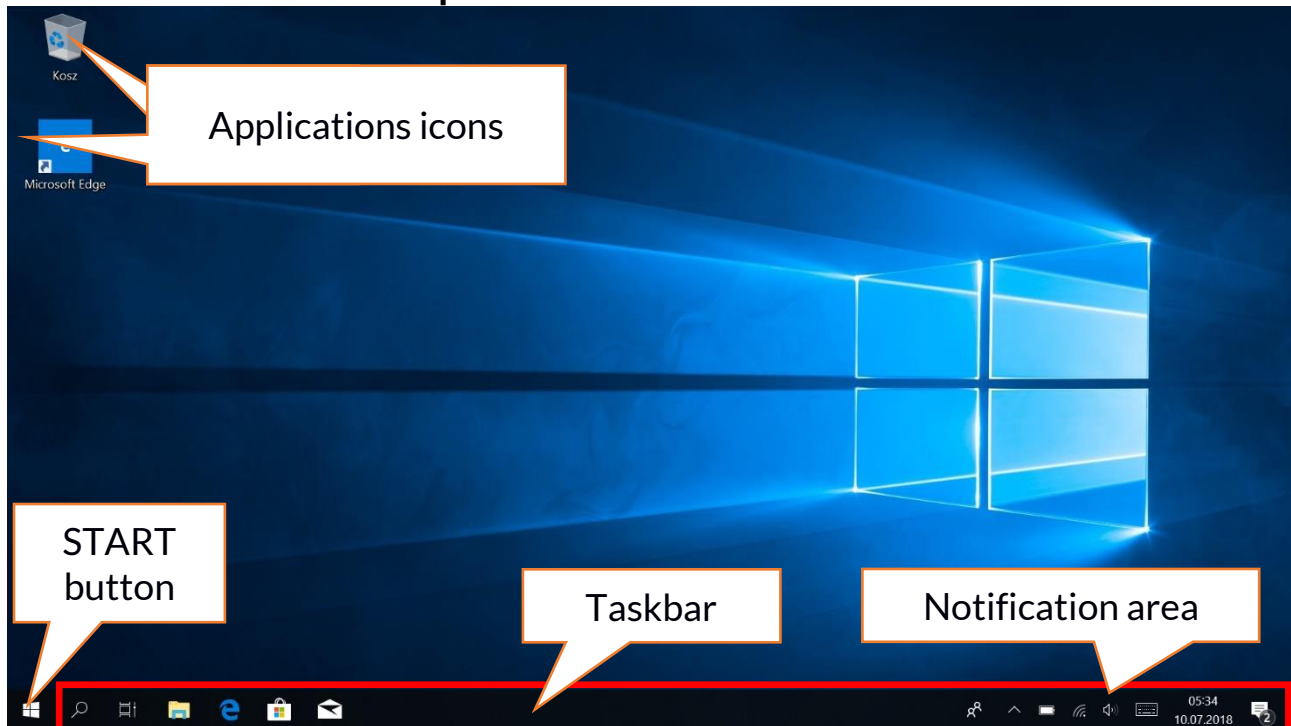 Kosz
Applications icons
Microsoft Edge
START
button
Taskbar
Notification area
05:34
10.07.2018
2